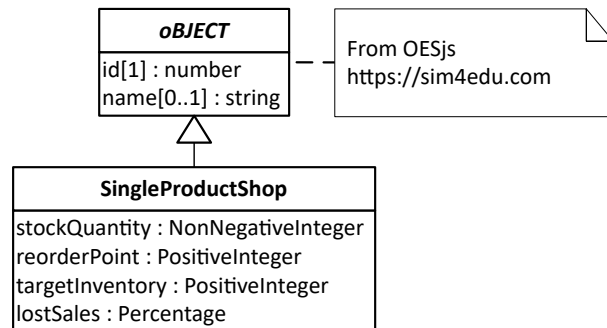 oBJECT
id[1] : number
name[0..1] : string
From OESjs
https://sim4edu.com
SingleProductShop
stockQuantity : NonNegativeInteger
reorderPoint : PositiveInteger
targetInventory : PositiveInteger
lostSales : Percentage